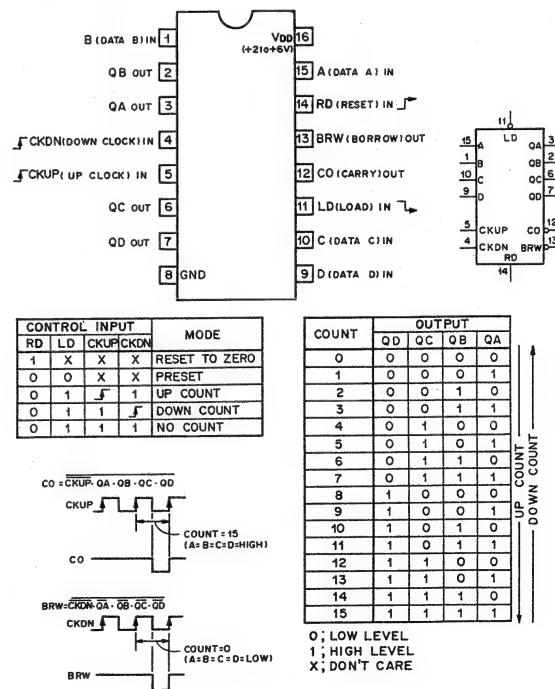 B (DATA B) IN 1
QB OUT 2
QA OUT 3
CKDN(DOWN CLOCK) IN 4
CKUP( UP CLOCK) IN 5
QC OUT 6
QD OUT 7
8 GND
VDD 16
(+2 to +6V)
15 A (DATA A) IN
14 RD (RESET) IN
13 BRW (BORROW) OUT
12 CO (CARRY) OUT
11 LD (LOAD) IN
10 C (DATA C) IN
9 D (DATA D) IN
11
LD
15 A QA 3
1 B QB 2
10 C QC 6
9 D QD 7
5 CKUP CO 12
4 CKDN BRW 13
RD
14
CONTROL INPUT MODE
RD LD CKUP CKDN
1 X X X RESET TO ZERO
0 0 X X PRESET
0 1 1 UP COUNT
0 1 1 DOWN COUNT
0 1 1 1 NO COUNT
CO = CKUP · QA · QB · QC · QD
CKUP
COUNT = 15
(A=B=C=D=HIGH)
CO
BRW = CKDN · QA · QB · QC · QD
CKDN
COUNT=0
(A=B=C=D=LOW)
BRW
COUNT OUTPUT
QD QC QB QA
0 0 0 0 0
1 0 0 0 1
2 0 0 1 0
3 0 0 1 1
4 0 1 0 0
5 0 1 0 1
6 0 1 1 0
7 0 1 1 1
8 1 0 0 0
9 1 0 0 1
10 1 0 1 0
11 1 0 1 1
12 1 1 0 0
13 1 1 0 1
14 1 1 1 0
15 1 1 1 1
UP COUNT
DOWN COUNT
0 ; LOW LEVEL
1 ; HIGH LEVEL
X ; DON'T CARE